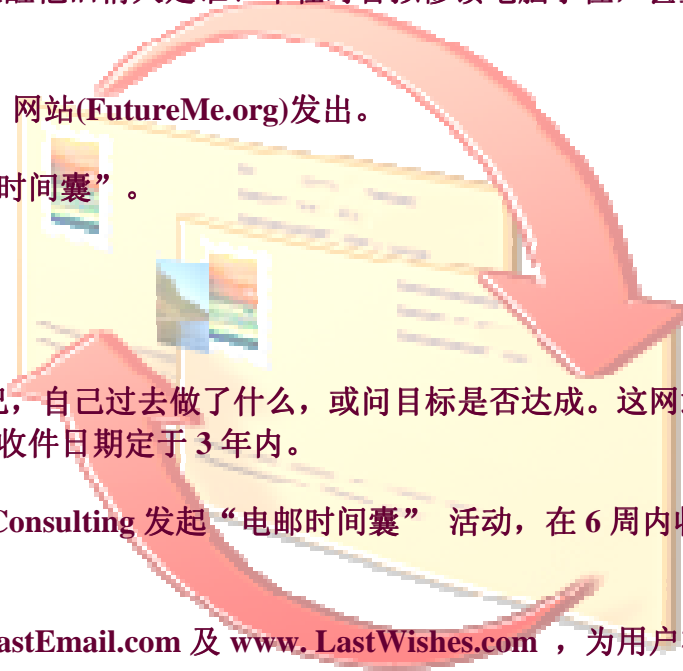 网站(FutureMe.org)发出。
时间囊”。
，自己过去做了什么，或问目标是否达成。这网
收件日期定于 3 年内。
Consulting 发起“电邮时间囊” 活动，在 6 周内
astEmail.com 及 www. LastWishes.com ，为用户